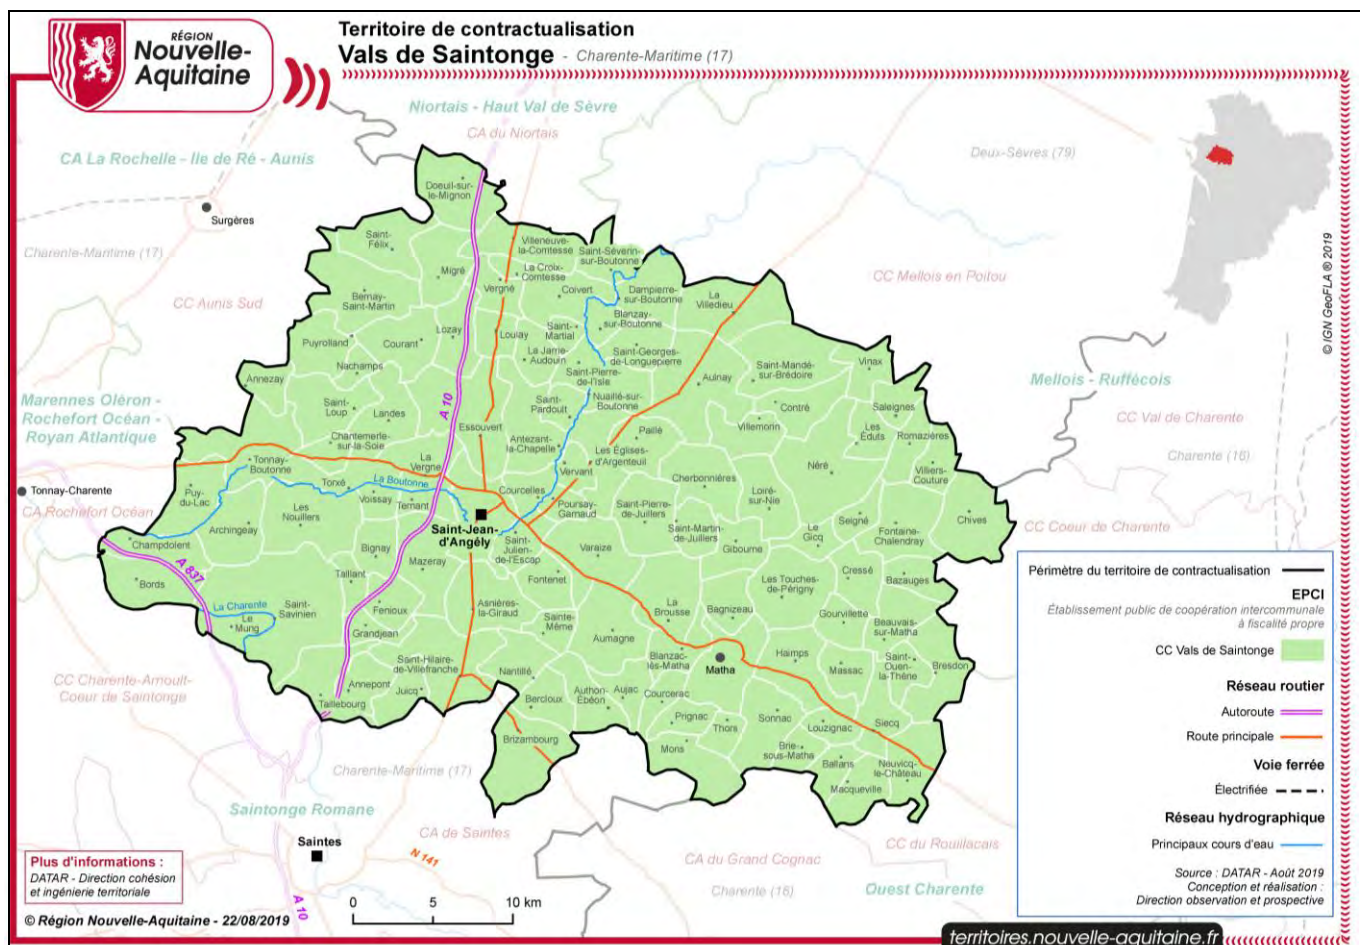 RÉGION
Nouvelle-
Aquitaine
Territoire de contractualisation
Vals de Saintonge - Charente-Maritime (17)
Niortais - Haut Val de Sèvre
CA du Niortais
CA La Rochelle - Ile de Ré - Aunis
Deux-Sèvres (79)
Surgères
Charente-Maritime (17)
CC Aunis Sud
CC Mellois en Poitou
© IGN GeoFLA ® 2019
Doeuil-sur-
le-Mignon
Saint-
Félix
Villeneuve-
la-Comtesse
Saint-Séverin-
sur-Boutonne
Migré
La Croix-
Comtesse
Vergné
Coivert
Dampierre-
sur-Boutonne
La
Villedieu
Bernay-
Saint-Martin
Blanzay-
sur-Boutonne
Lozay
Loulay
Saint-
Martial
Puyrolland
Courant
La Jarrie-
Audouin
Saint-Georges-
de-Longuepierre
Nachamps
Saint-Pierre-
de-l'Isle
Saint-Mandé-
sur-Brédoire
Vinax
Annezay
Aulnay
Mellois - Ruffécois
Marennes Oléron -
Rochefort Océan -
Royan Atlantique
A 10
Saint-
Loup
Landes
Saint-
Pardoult
Nuaillé-sur-
Boutonne
Contré
Saleignes
CC Val de Charente
Essouvert
Paillé
Villemorin
Les
Éduts
Romazières
Chantemerle-
sur-la-Soie
Antezant-
la-Chapelle
Les Églises-
d'Argenteuil
Charente (16)
La
Vergne
Tonnay-
Boutonne
Vervant
Néré
Villiers-
Couture
Tonnay-Charente
CA Rochefort Océan
Puy-
du-Lac
Torxé
La Boutonne
Voissay
Ternant
Courcelles
Cherbonnières
Loiré-
sur-Nie
Poursay-
Garnaud
Saint-Pierre-
de-Juillers
Les
Nouillers
Saint-Jean-
d'Angély
Archingeay
Saint-Martin-
de-Juillers
Le
Gicq
Seigné
Fontaine-
Chalendray
Chives
CC Coeur de Charente
Champdolent
Saint-
Julien-
de-l'Escap
Bignay
Varaize
Gibourne
Mazeray
A 837
Bords
Taillant
Fontenet
Les Touches-
de-Périgny
Cressé
Bazauges
La Charente
Le
Mung
Saint-
Savinien
Fenioux
Asnières-
la-Giraud
La
Brousse
Bagnizeau
Gourvillette
Grandjean
Sainte-
Même
Aumagne
Beauvais-
sur-Matha
Blanzac-
lès-Matha
Matha
Haimps
Massac
Saint-
Ouen-
la-Thène
Bresdon
CC Charente-Arnoult-
Coeur de Saintonge
Saint-Hilaire-
de-Villefranche
Nantillé
Annepont
Juicq
Bercloux
Authon-
Ébéon
Aujac
Courcerac
Taillebourg
Prignac
Thors
Sonnac
Louzignac
Siecq
Brizambourg
Mons
Brie-
sous-Matha
Ballans
Neuvicq-
le-Château
Macqueville
Charente-Maritime (17)
Saintonge Romane
Saintes
CA de Saintes
N 141
CA du Grand Cognac
Charente (16)
CC du Rouillacais
Ouest Charente
A 10
Périmètre du territoire de contractualisation
EPCI
Établissement public de coopération intercommunale
à fiscalité propre
CC Vals de Saintonge
Réseau routier
Autoroute
Route principale
Voie ferrée
Électrifiée
Réseau hydrographique
Principaux cours d'eau
Source : DATAR - Août 2019
Conception et réalisation :
Direction observation et prospective
Plus d'informations :
DATAR - Direction cohésion
et ingénierie territoriale
0 5 10 km
© Région Nouvelle-Aquitaine - 22/08/2019
territoires.nouvelle-aquitaine.fr